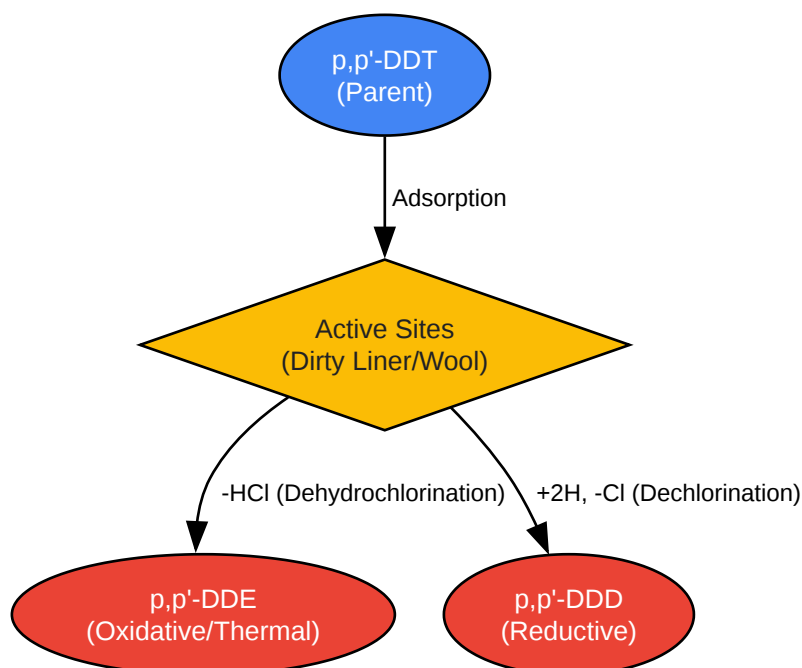 p,p'-DDT
(Parent)
Adsorption
Active Sites
(Dirty Liner/Wool)
-HCl (Dehydrochlorination)
+2H, -Cl (Dechlorination)
p,p'-DDE
(Oxidative/Thermal)
p,p'-DDD
(Reductive)